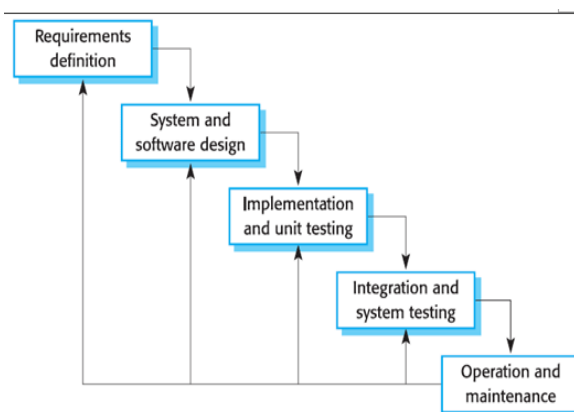 Requirements
definition
System and
software design
Implementation
and unit testing
Integration and
system testing
Operation and
maintenance